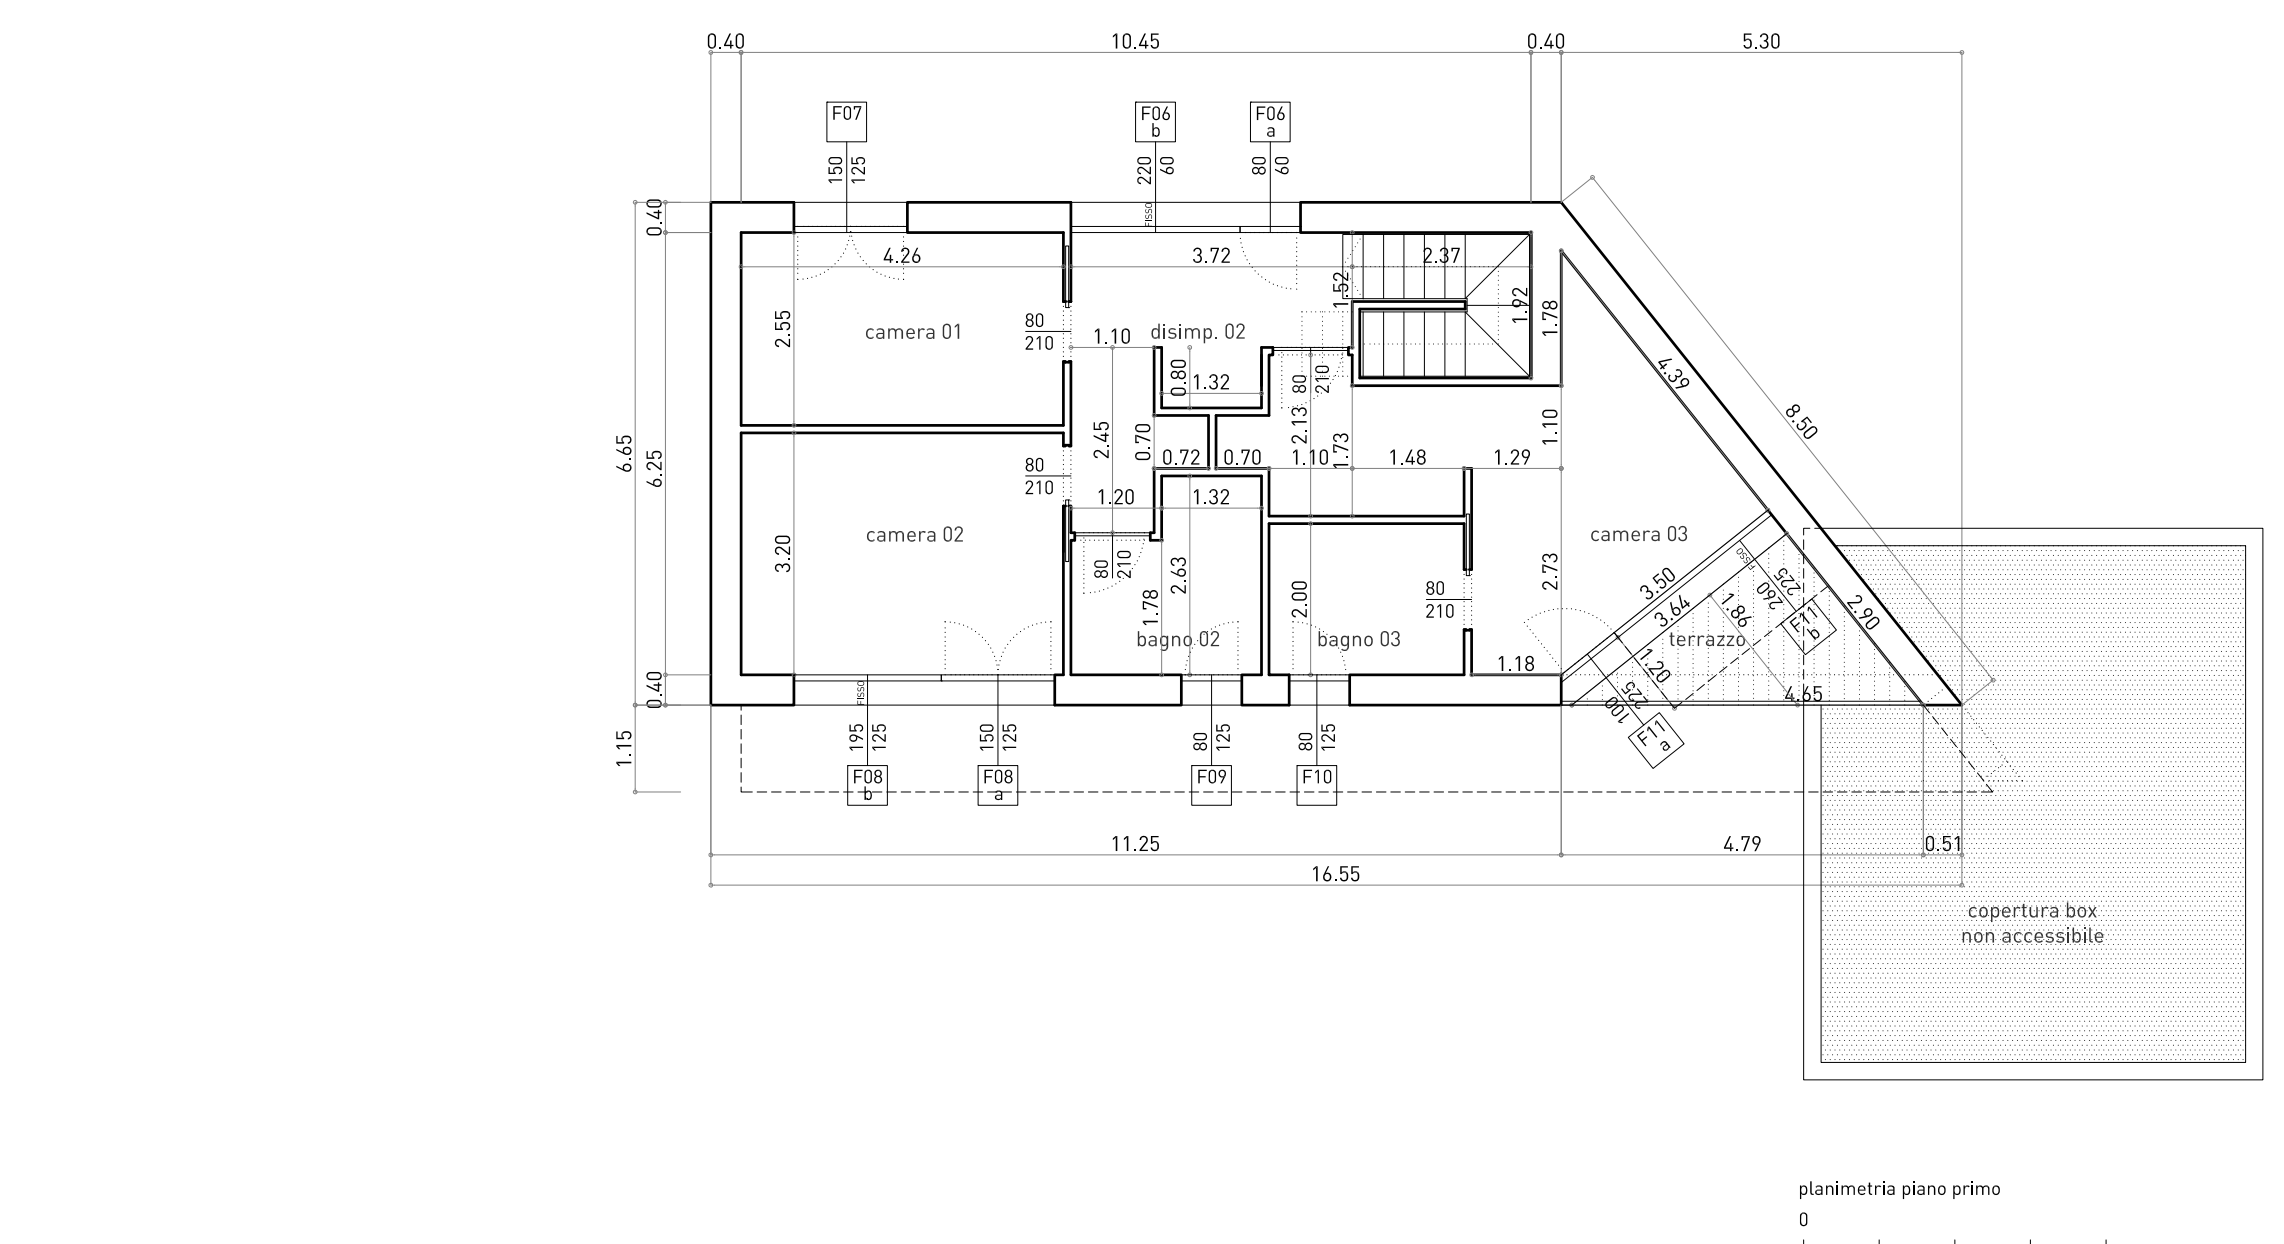 0.40 10.45 0.40 5.30
F07 F06 b F06 a
150 125 220 60 80 60
FISSO
0.40
4.26 3.72 2.37
1.52 1.92 1.78
2.55
80 210
camera 01
1.10 disimp. 02
0.80 1.32
80 210
4.39
8.50
6.65 6.25
2.45 0.70 2.13 1.73 1.10
80 210
0.72 0.70 1.10 1.48 1.29
1.20 1.32
camera 02
camera 03
3.20
80 210
1.78 2.63 2.00
80 210
2.73
FISSO FISSO
225 260
F11 b
3.50
3.64
1.86
2.90
bagno 02 bagno 03 terrazzo
1.18
1.20
4.65
225 100
F11 a
0.40
FISSO
1.15
195 125 150 125 80 125 80 125
F08 b F08 a F09 F10
11.25 4.79 0.51
16.55
copertura box
non accessibile
planimetria piano primo
0